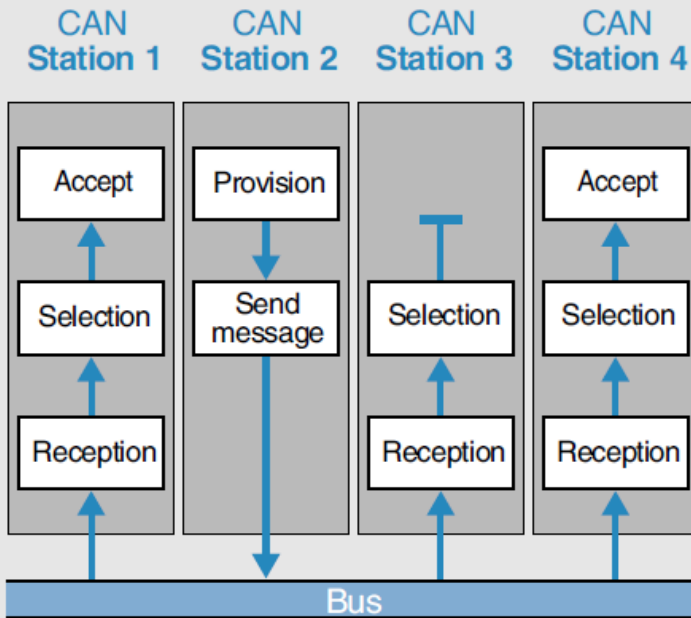 CAN
Station 1
CAN
Station 2
CAN
Station 3
CAN
Station 4
Accept
Provision
Accept
Selection
Send
message
Selection
Selection
Reception
Reception
Reception
Bus